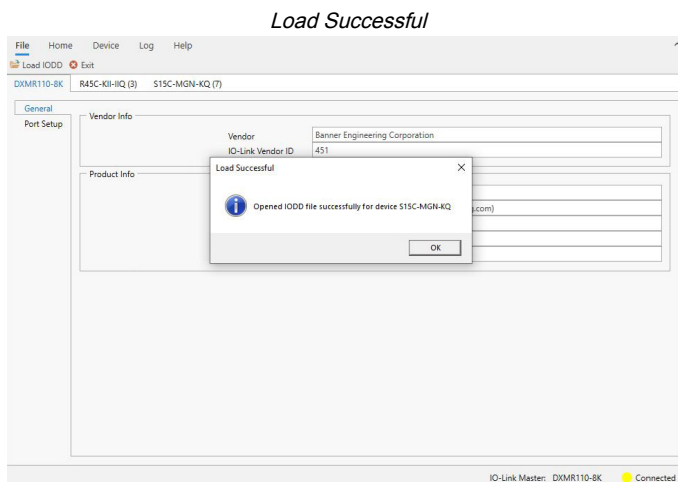 Load Successful
File Home Device Log Help
Load IODD Exit
DXMR110-8K R45C-KII-IIQ (3) S15C-MGN-KQ (7)
General
Port Setup
Vendor Info
Vendor Banner Engineering Corporation
IO-Link Vendor ID 451
Product Info
Load Successful
Opened IODD file successfully for device S15C-MGN-KQ
.com)
OK
IO-Link Master: DXMR110-8K Connected